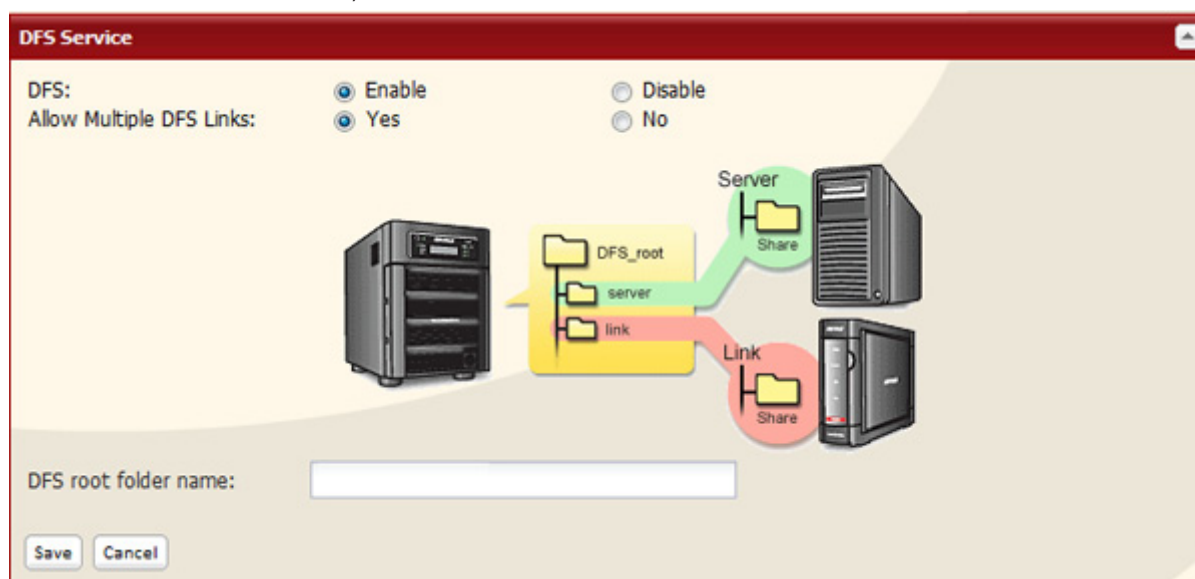 DFS Service
DFS: Enable Disable
Allow Multiple DFS Links: Yes No
Server
Share
DFS_root
server
link
Link
Share
DFS root folder name:
Save Cancel